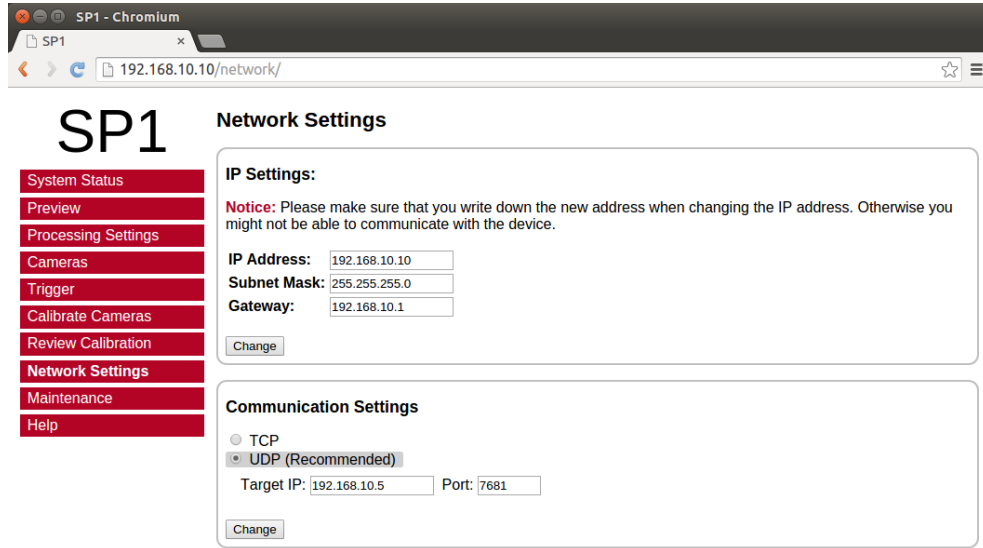 SP1 - Chromium
SP1
192.168.10.10/network/
SP1
System Status
Preview
Processing Settings
Cameras
Trigger
Calibrate Cameras
Review Calibration
Network Settings
Maintenance
Help
Network Settings
IP Settings:
Notice: Please make sure that you write down the new address when changing the IP address. Otherwise you
might not be able to communicate with the device.
IP Address: 192.168.10.10
Subnet Mask: 255.255.255.0
Gateway: 192.168.10.1
Change
Communication Settings
TCP
UDP (Recommended)
Target IP: 192.168.10.5 Port: 7681
Change